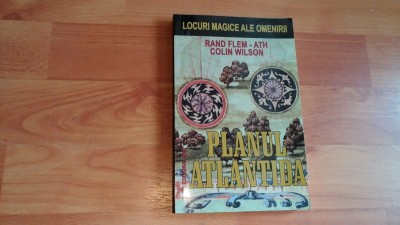 LOCURI MAGICE ALE OMENIRII
RAND FLEM - ATH
COLIN WILSON
PLANUL
ATLANTIDA